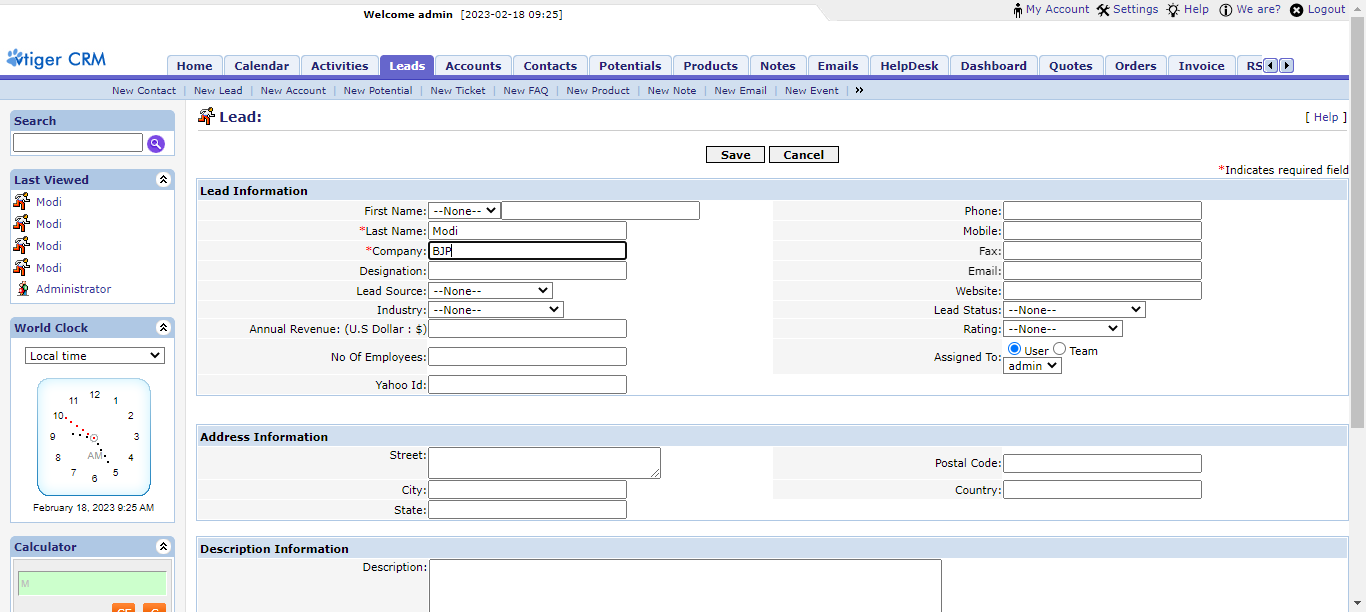 Welcome admin [2023-02-18 09:25]
My Account Settings Help We are? Logout
vtiger CRM
Home Calendar Activities Leads Accounts Contacts Potentials Products Notes Emails HelpDesk Dashboard Quotes Orders Invoice RS
New Contact | New Lead | New Account | New Potential | New Ticket | New FAQ | New Product | New Note | New Email | New Event | »
Search
Last Viewed
Modi
Modi
Modi
Modi
Administrator
World Clock
Local time
12
11 1
10 2
9 3
8 AM 4
7 5
6
February 18, 2023 9:25 AM
Calculator
M
CE C
Lead:
[ Help ]
Save Cancel
*Indicates required field
Lead Information
First Name: --None--
Phone:
*Last Name: Modi
Mobile:
*Company: BJP
Fax:
Designation:
Email:
Lead Source: --None--
Website:
Industry: --None--
Lead Status: --None--
Annual Revenue: (U.S Dollar : $)
Rating: --None--
No Of Employees:
Assigned To: User Team
admin
Yahoo Id:
Address Information
Street:
Postal Code:
City:
Country:
State:
Description Information
Description: